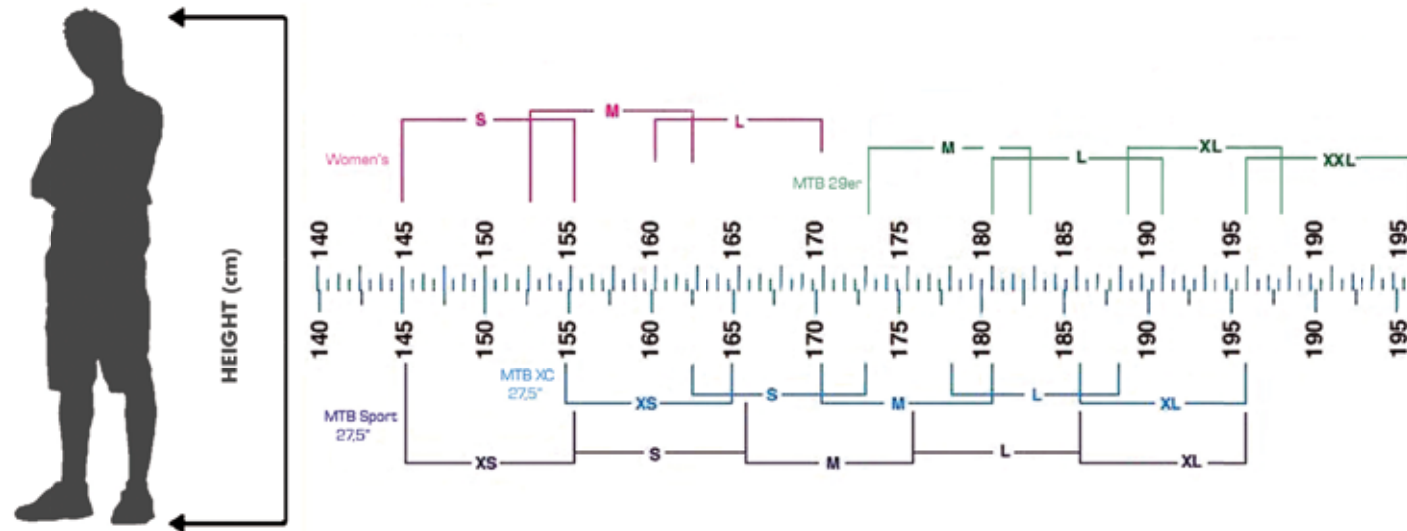 HEIGHT (cm)
S M L
Women's
M L XL XXL
MTB 29er
140 145 150 155 160 165 170 175 180 185 190 195 190 195
140 145 150 155 160 165 170 175 180 185 190 195 190 195
MTB XC
27,5"
XS S M L XL
MTB Sport
27,5"
XS S M L XL